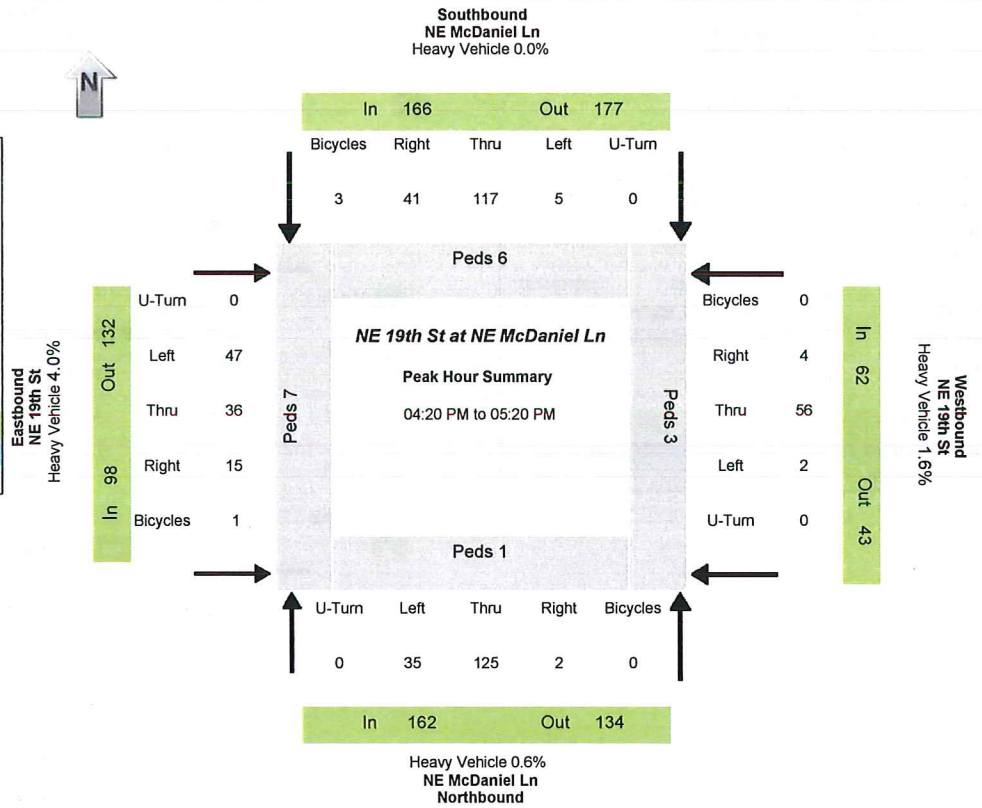 Southbound
NE McDaniel Ln
Heavy Vehicle 0.0%
N
In 166 Out 177
Bicycles Right Thru Left U-Turn
3 41 117 5 0
Peds 6
Eastbound
NE 19th St
Heavy Vehicle 4.0%
Out 132
In 98
U-Turn 0
Left 47
Thru 36
Right 15
Bicycles 1
Peds 7
NE 19th St at NE McDaniel Ln
Peak Hour Summary
04:20 PM to 05:20 PM
Peds 3
Bicycles 0
Right 4
Thru 56
Left 2
U-Turn 0
In 62
Out 43
Westbound
NE 19th St
Heavy Vehicle 1.6%
Peds 1
U-Turn Left Thru Right Bicycles
0 35 125 2 0
In 162 Out 134
Heavy Vehicle 0.6%
NE McDaniel Ln
Northbound